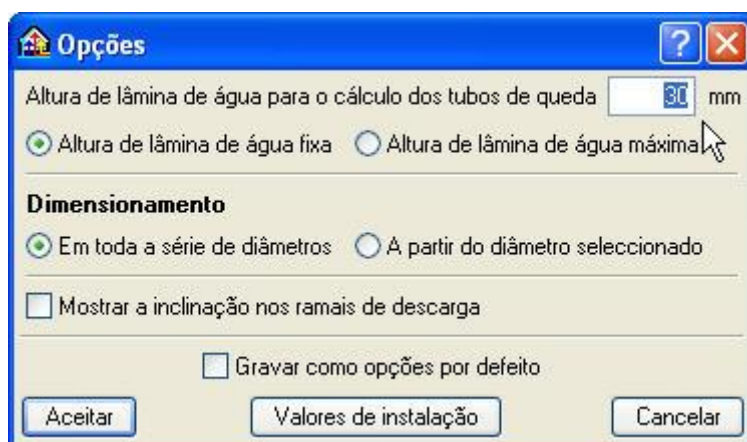 Opções
Altura de lâmina de água para o cálculo dos tubos de queda 30 mm
Altura de lâmina de água fixa Altura de lâmina de água máxima
Dimensionamento
Em toda a série de diâmetros A partir do diâmetro seleccionado
Mostrar a inclinação nos ramais de descarga
Gravar como opções por defeito
Aceitar Valores de instalação Cancelar